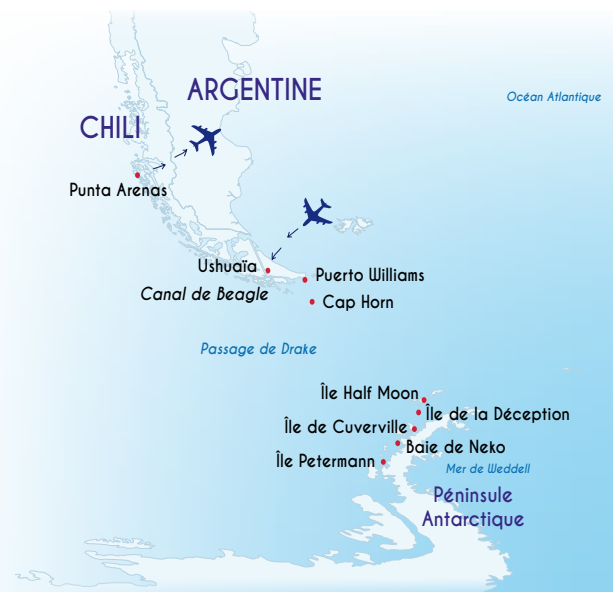 ARGENTINE
Océan Atlantique
CHILI
Punta Arenas
Ushuaïa
Puerto Williams
Canal de Beagle
Cap Horn
Passage de Drake
Île Half Moon
Île de la Déception
Île de Cuverville
Baie de Neko
Île Petermann
Mer de Weddell
Péninsule
Antarctique